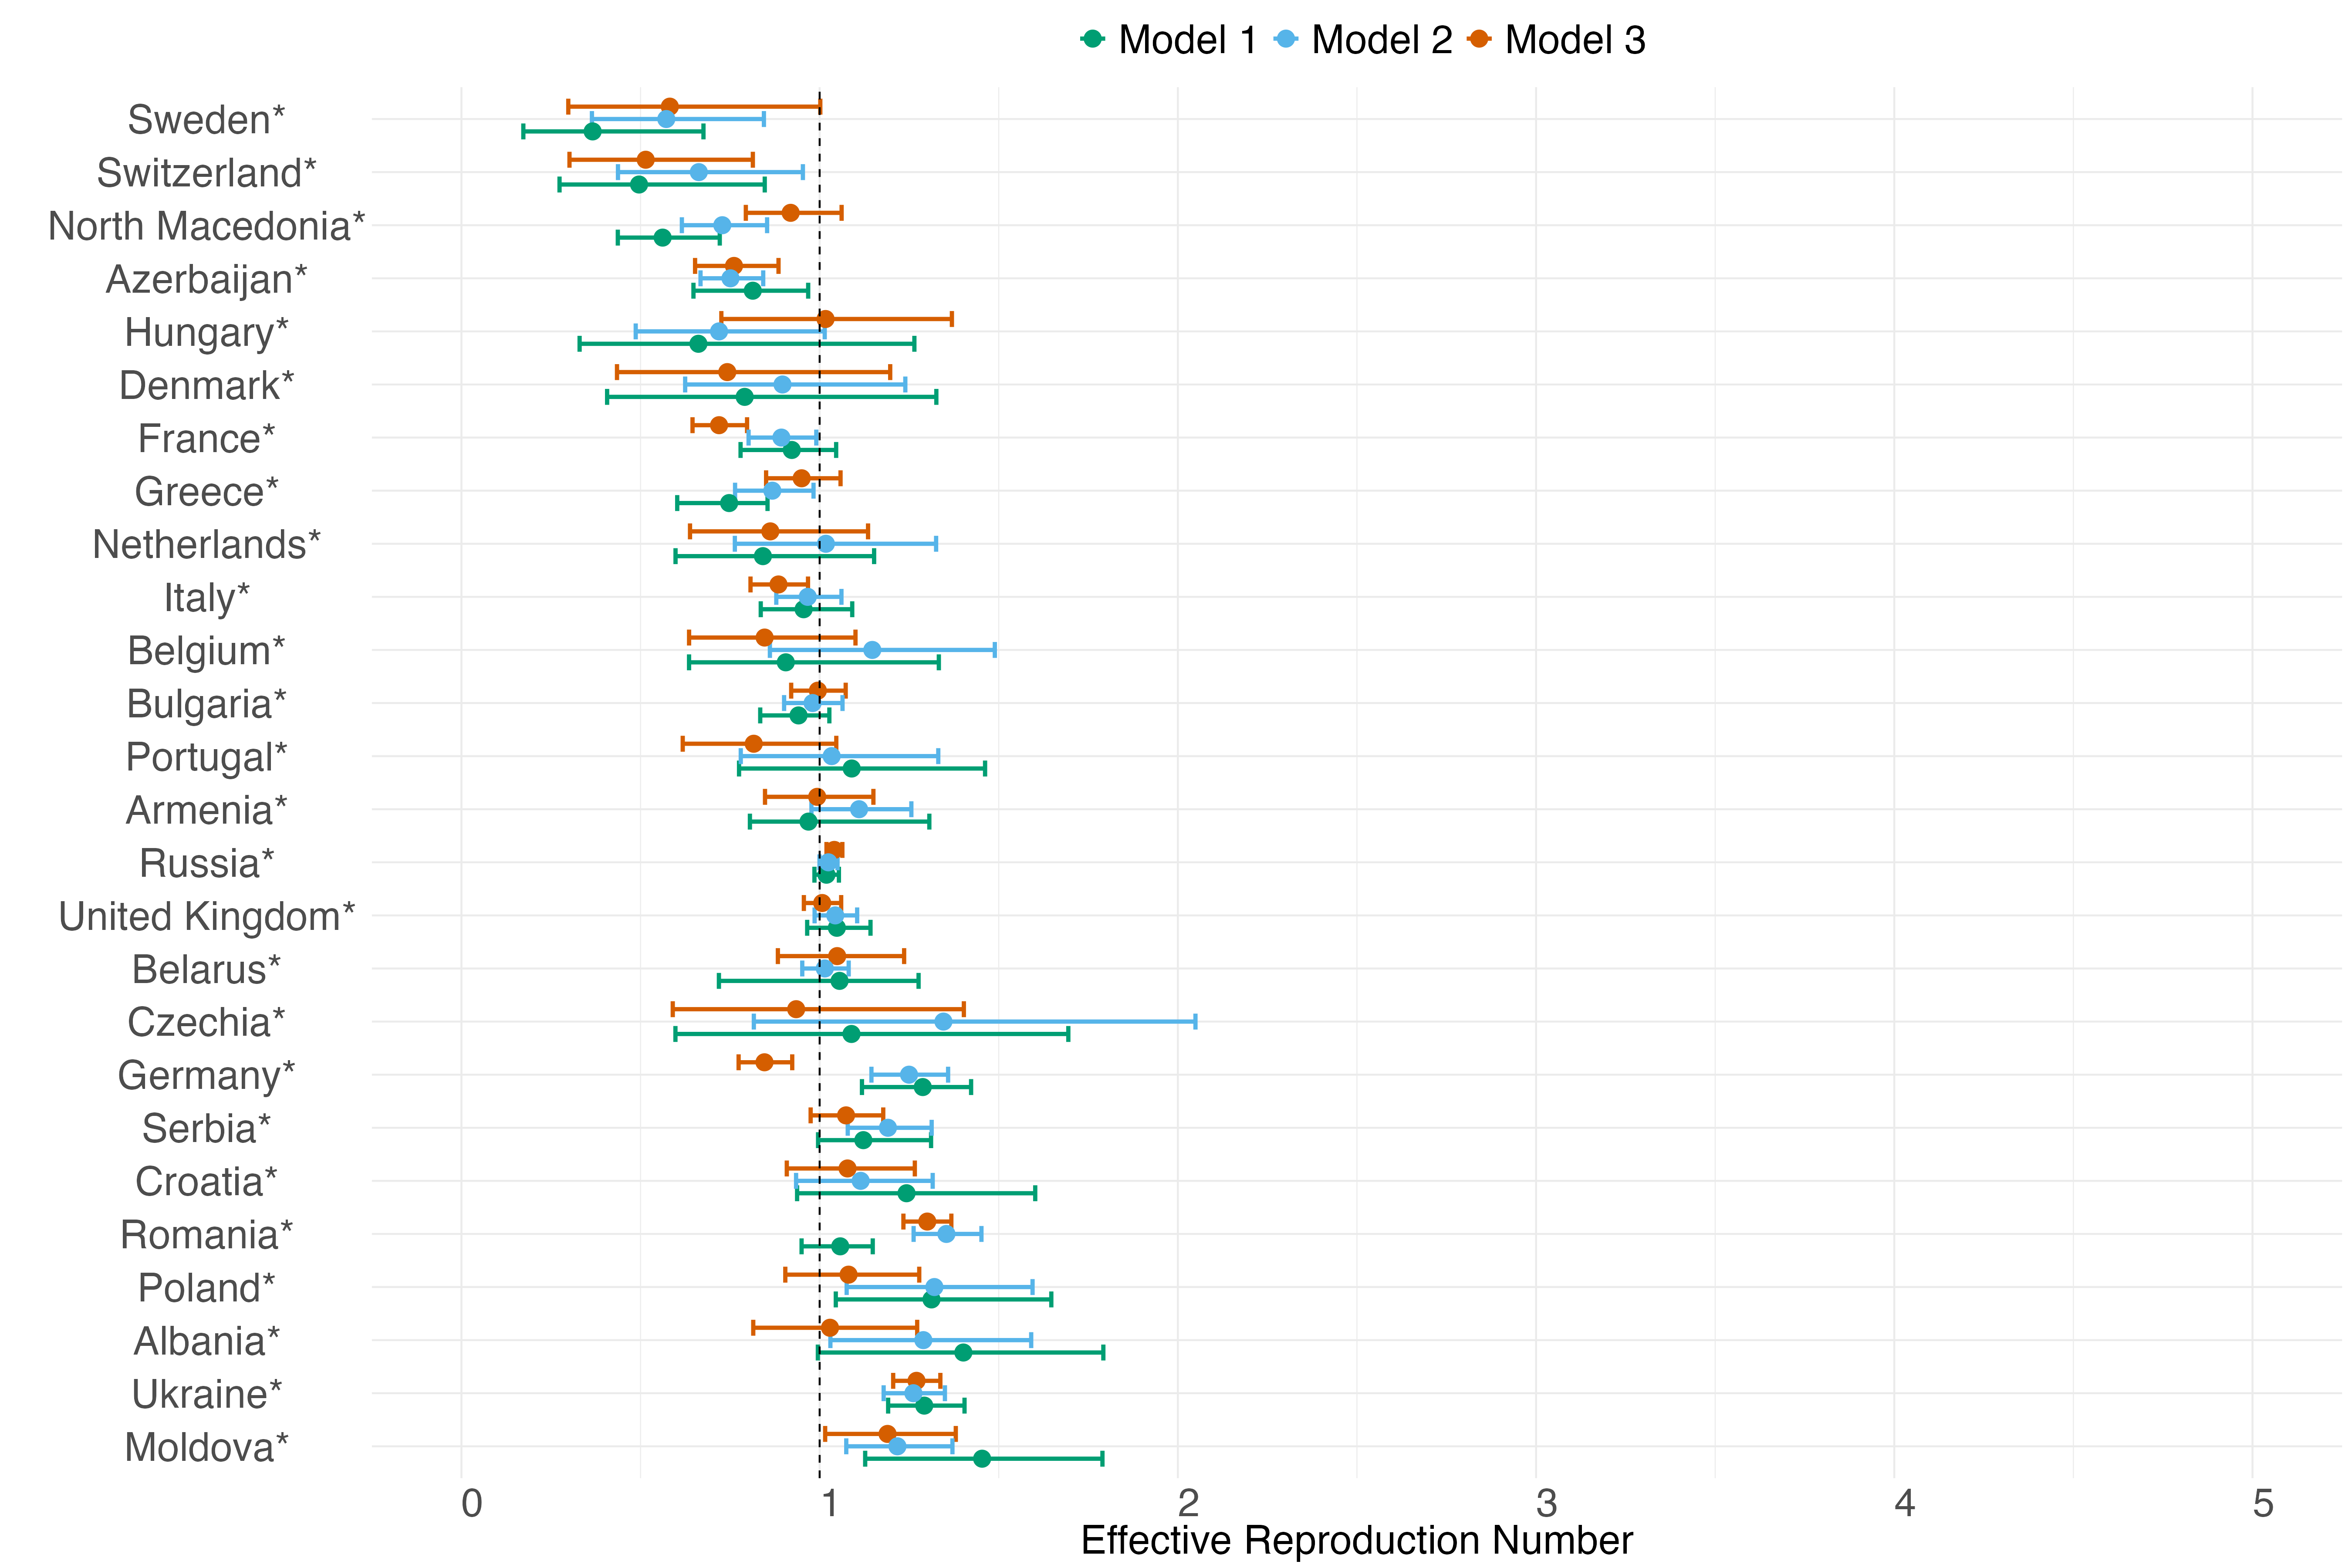 Model 1 Model 2 Model 3
Sweden*
Switzerland*
North Macedonia*
Azerbaijan*
Hungary*
Denmark*
France*
Greece*
Netherlands*
Italy*
Belgium*
Bulgaria*
Portugal*
Armenia*
Russia*
United Kingdom*
Belarus*
Czechia*
Germany*
Serbia*
Croatia*
Romania*
Poland*
Albania*
Ukraine*
Moldova*
0 1 2 3 4 5
Effective Reproduction Number